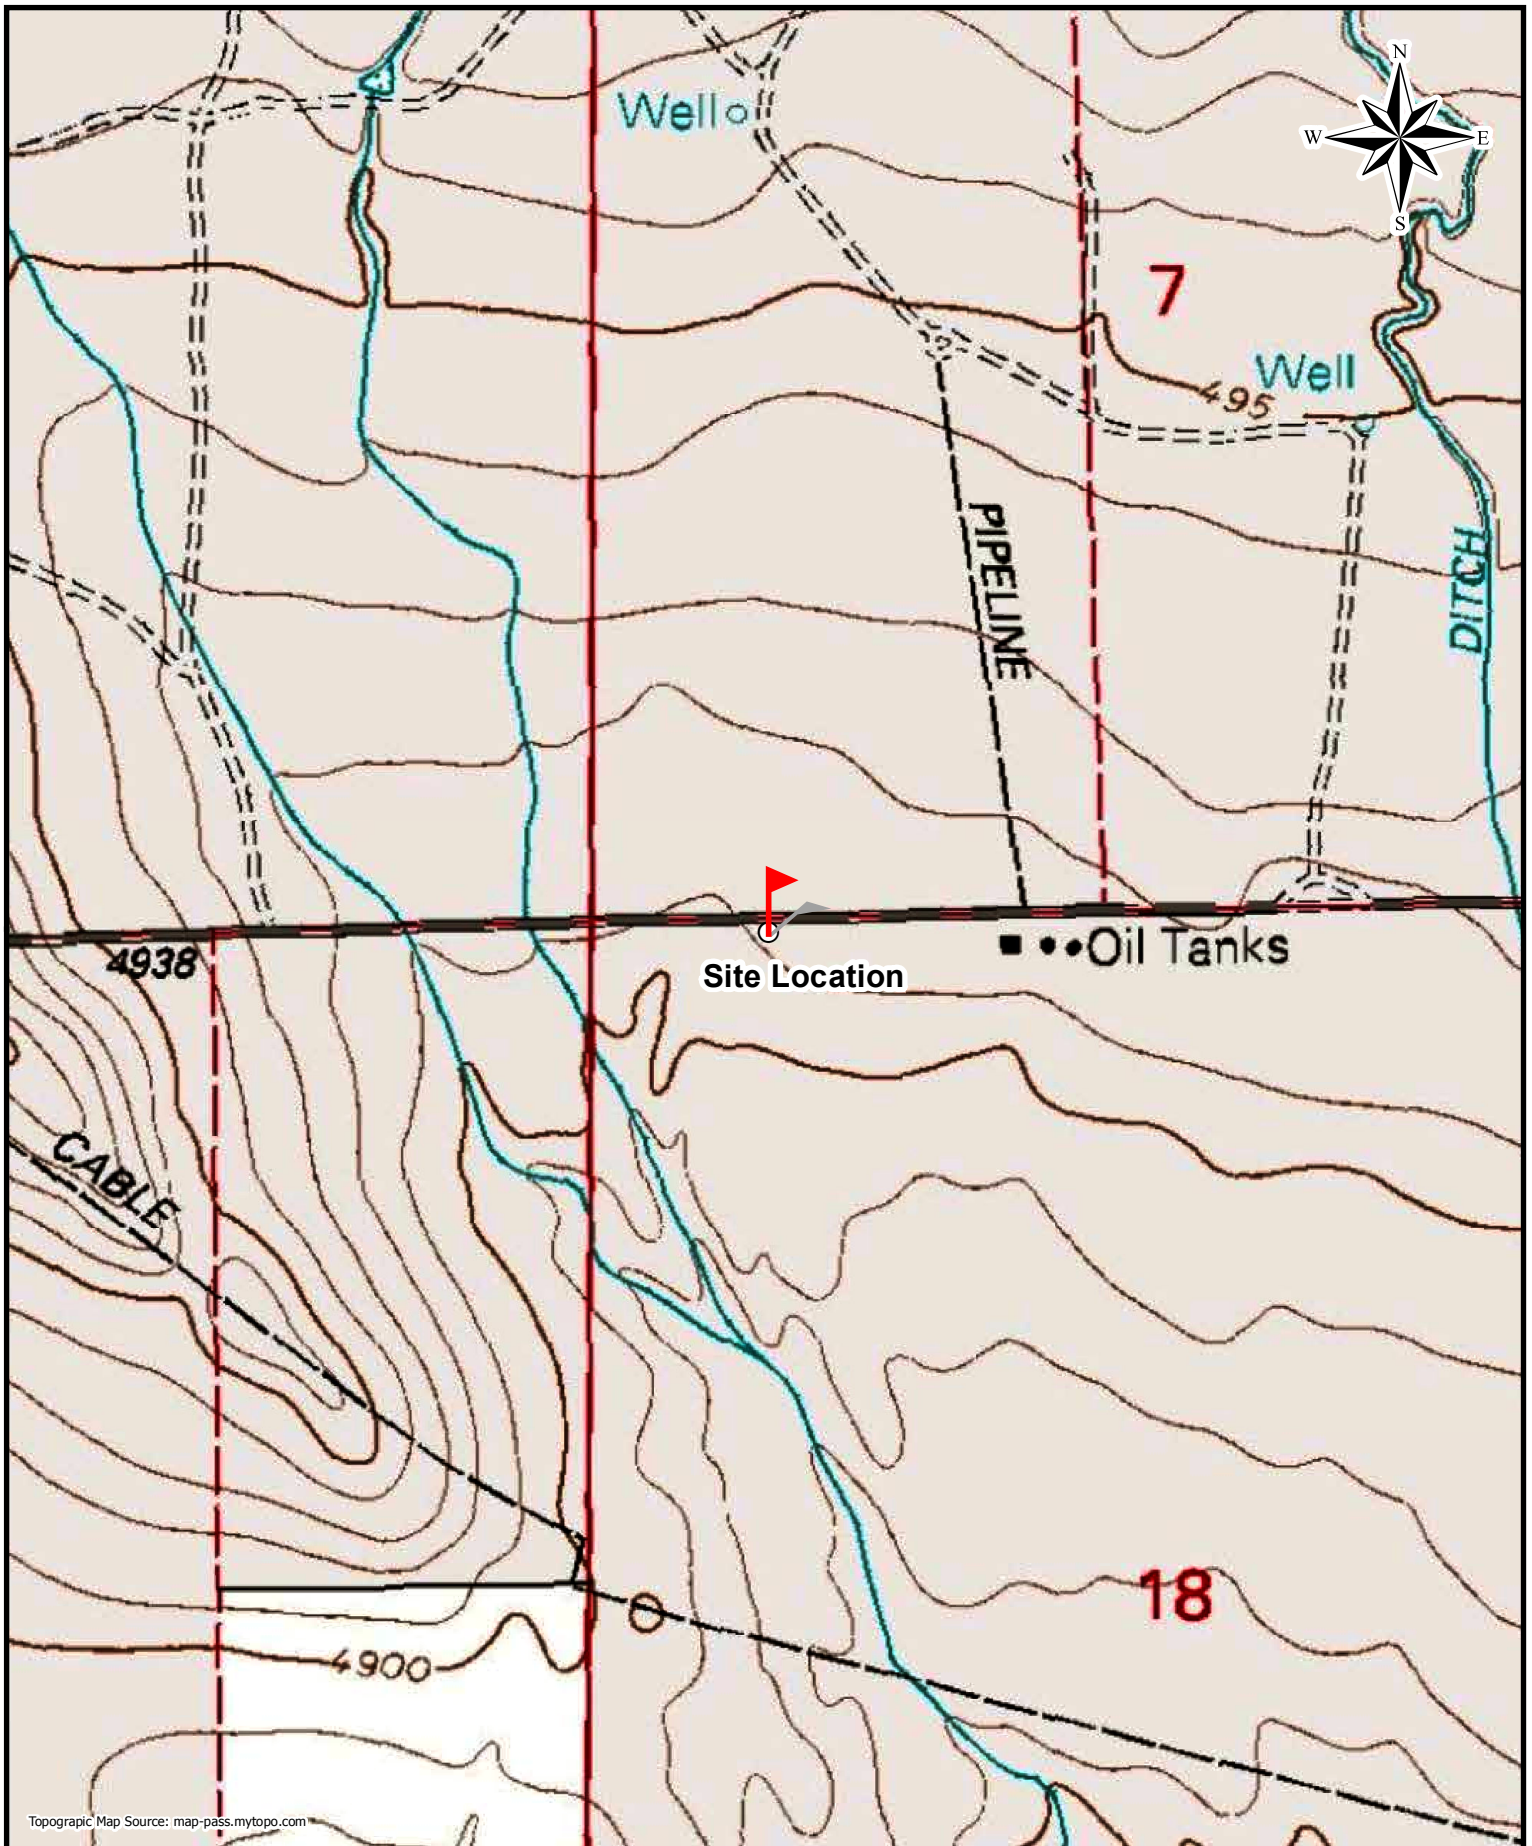 N
Well
W
E
S
7
Well
495
PIPELINE
DITCH
4938
Oil Tanks
Site Location
CABLE
18
4900
Topograpic Map Source: map-pass.mytopo.com